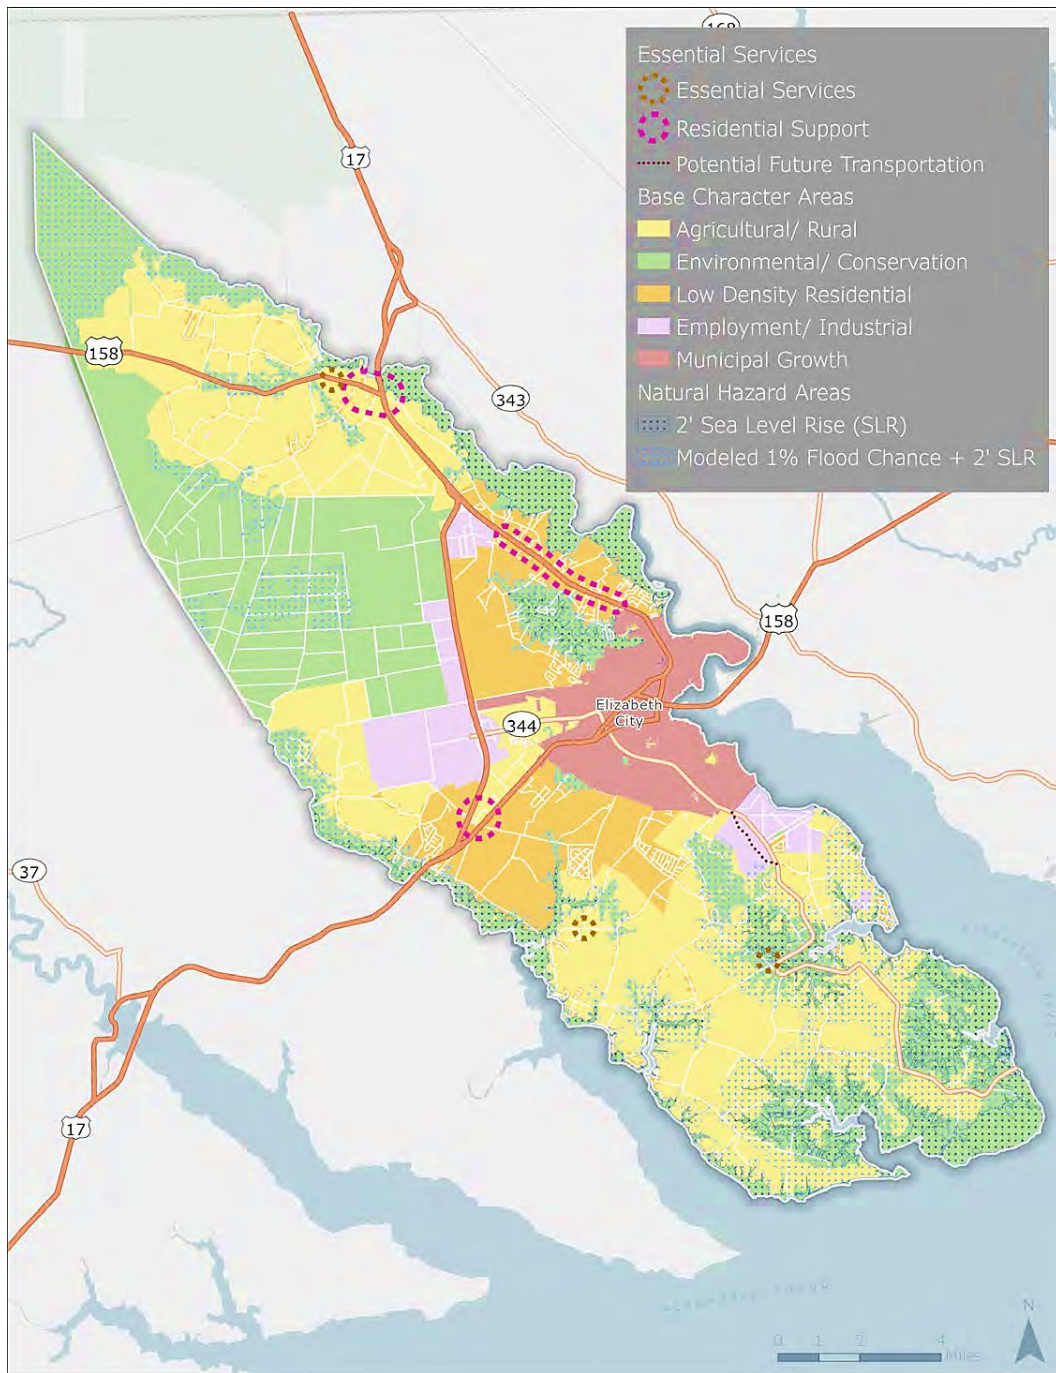 168
Essential Services
Essential Services
Residential Support
Potential Future Transportation
Base Character Areas
Agricultural/ Rural
Environmental/ Conservation
Low Density Residential
Employment/ Industrial
Municipal Growth
Natural Hazard Areas
2' Sea Level Rise (SLR)
Modeled 1% Flood Chance + 2' SLR
17
158
343
158
Elizabeth
City
344
37
17
N
0 1 2 4
Miles